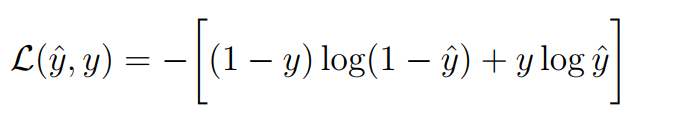 ℒ(ŷ, y) = −[(1 − y) log(1 − ŷ) + y log ŷ]